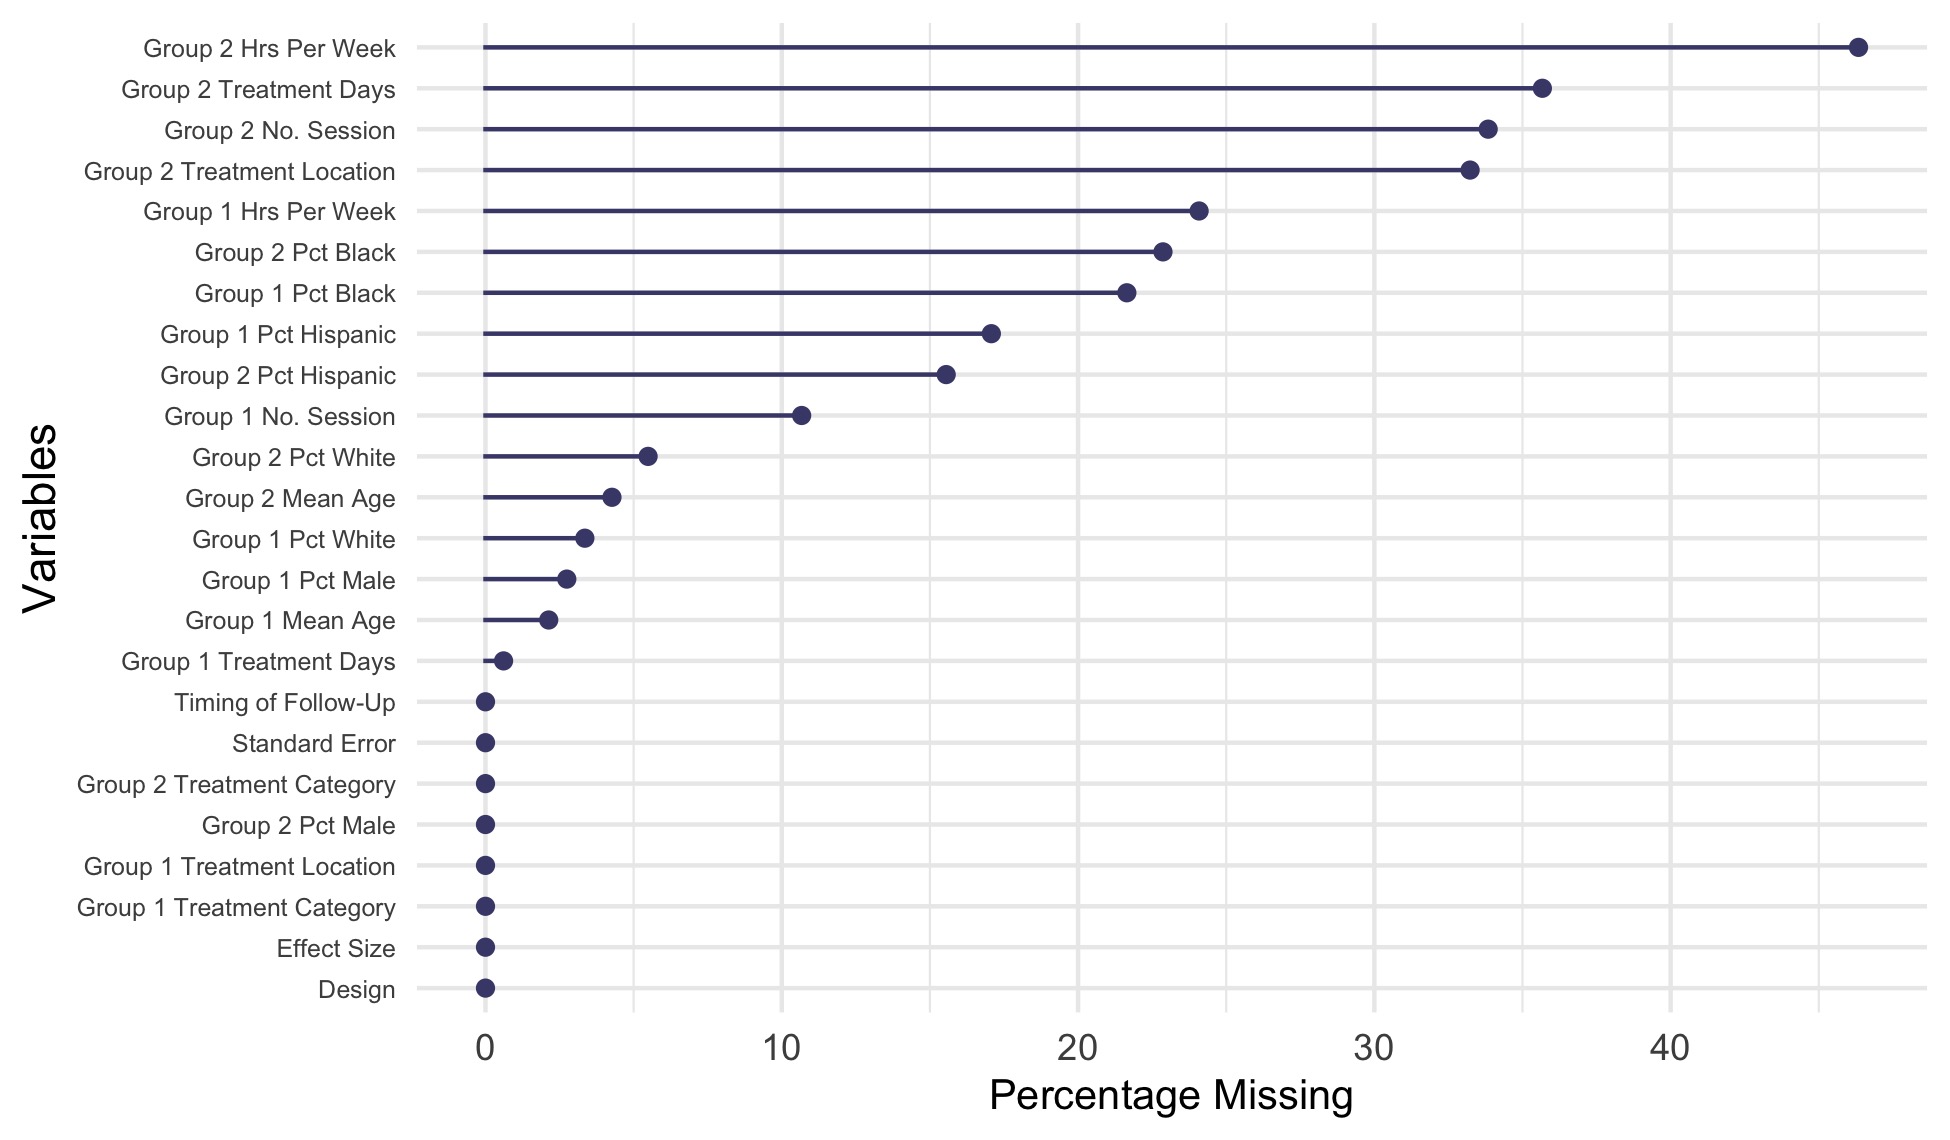 Group 2 Hrs Per Week
Group 2 Treatment Days
Group 2 No. Session
Group 2 Treatment Location
Group 1 Hrs Per Week
Group 2 Pct Black
Group 1 Pct Black
Group 1 Pct Hispanic
Group 2 Pct Hispanic
Group 1 No. Session
Group 2 Pct White
Group 2 Mean Age
Group 1 Pct White
Group 1 Pct Male
Group 1 Mean Age
Group 1 Treatment Days
Timing of Follow-Up
Standard Error
Group 2 Treatment Category
Group 2 Pct Male
Group 1 Treatment Location
Group 1 Treatment Category
Effect Size
Design
Variables
0 10 20 30 40
Percentage Missing